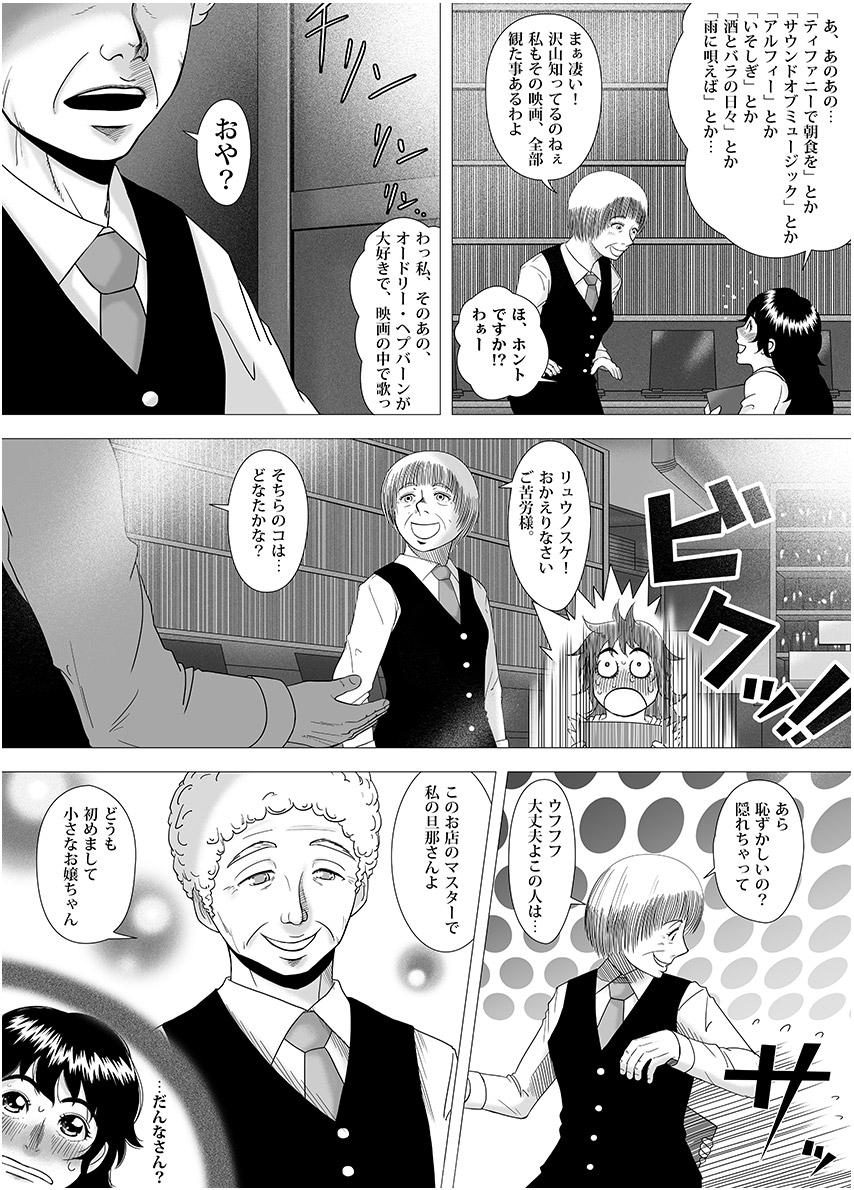 あ、あのあの…
「ティファニーで朝食を」とか
「サウンドオブミュージック」とか
「アルフィー」とか
「いそしぎ」とか
「酒とバラの日々」とか
「雨に唄えば」とか…
まぁ凄い！
沢山知ってるのねぇ
私もその映画、全部
観た事あるわよ
ほ、ホント
ですか!?
わぁー
わっ私、そのあの、
オードリー・ヘプバーンが
大好きで、映画の中で歌っ
チリン
リン
リン…
おや？
ビクッ!!
リュウノスケ！
おかえりなさい
ご苦労様。
そちらのコは…
どなたかな？
あら
恥ずかしいの？
隠れちゃって
ウフフフ
大丈夫よこの人は…
サッ
このお店のマスターで
私の旦那さんよ
どうも
初めまして
小さなお嬢ちゃん
…だんなさん？